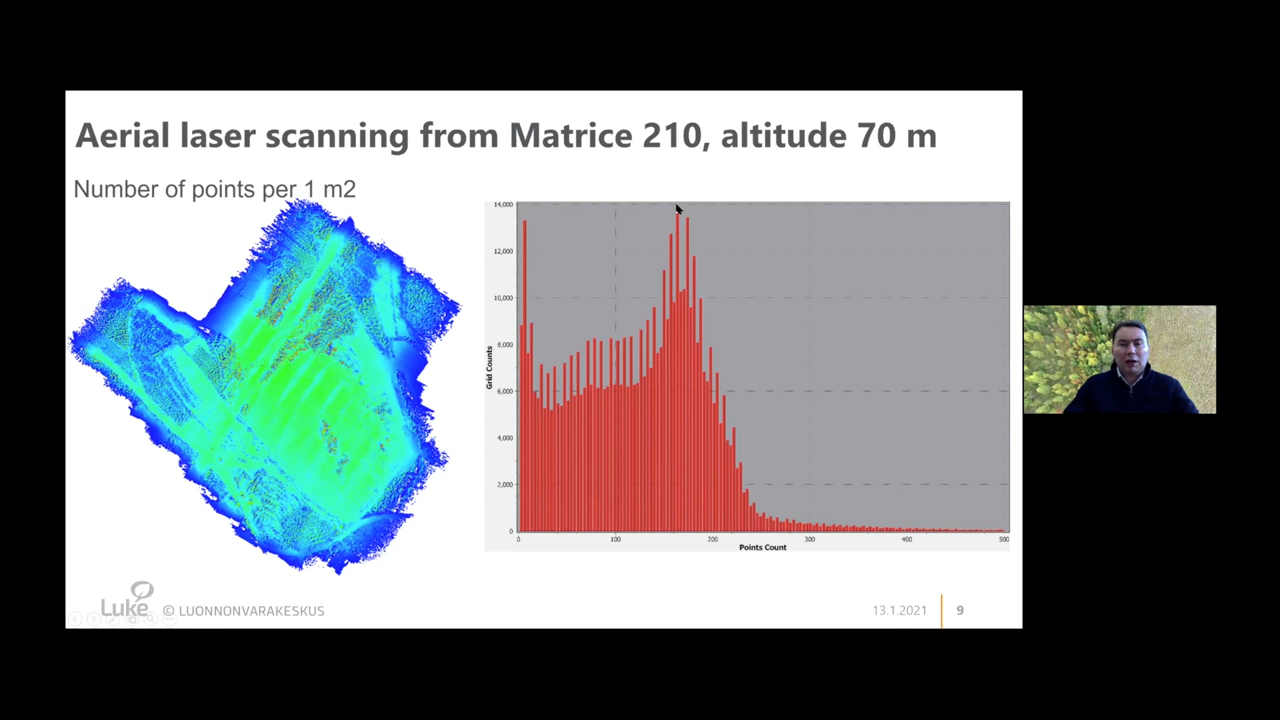 Aerial laser scanning from Matrice 210, altitude 70 m
Number of points per 1 m2
14,000
12,000
10,000
8,000
6,000
4,000
2,000
0
Grid Counts
0 100 200 300 400 500
Points Count
Luke © LUONNONVARAKESKUS
13.1.2021 9